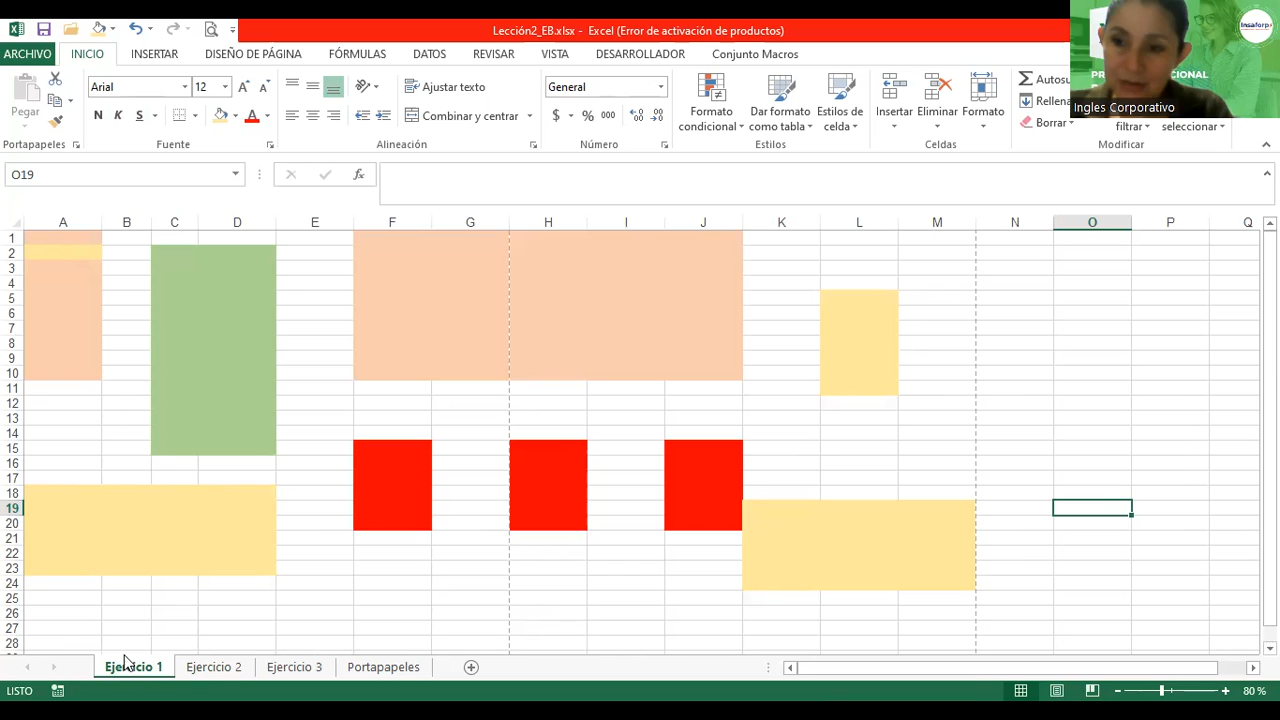 Lección2_EB.xlsx - Excel (Error de activación de productos)
ARCHIVO INICIO INSERTAR DISEÑO DE PÁGINA FÓRMULAS DATOS REVISAR VISTA DESARROLLADOR Conjunto Macros
Insaforp
Arial 12 Ajustar texto General
Pegar N K S Combinar y centrar $ % 000
Formato condicional Dar formato como tabla Estilos de celda Insertar Eliminar Formato
Autosu
Rellena
Borrar filtrar seleccionar
Ingles Corporativo
Portapapeles Fuente Alineación Número Estilos Celdas Modificar
O19 fx
A B C D E F G H I J K L M N O P Q
1
2
3
4
5
6
7
8
9
10
11
12
13
14
15
16
17
18
19
20
21
22
23
24
25
26
27
28
Ejercicio 1 Ejercicio 2 Ejercicio 3 Portapapeles
LISTO 80 %